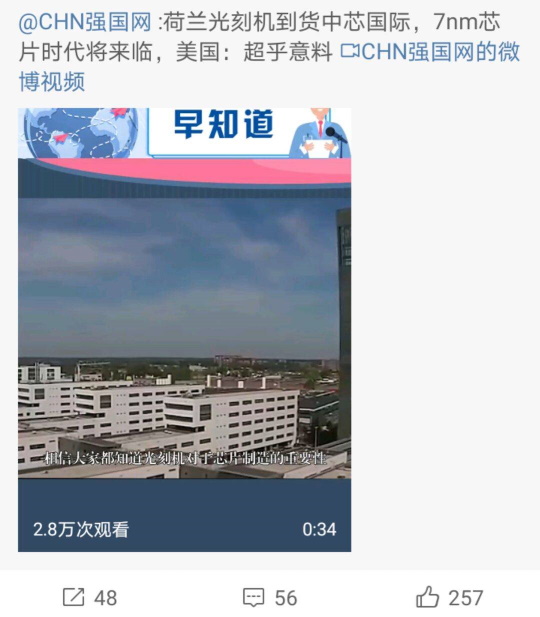 @CHN强国网 :荷兰光刻机到货中芯国际，7nm芯
片时代将来临，美国：超乎意料 CHN强国网的微
博视频
早知道
相信大家都知道光刻机对于芯片制造的重要性
2.8万次观看 0:34
48 56 257